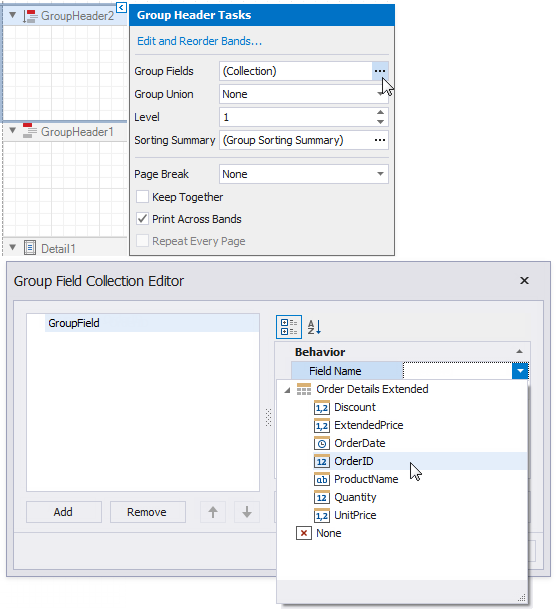 GroupHeader2
Group Header Tasks
Edit and Reorder Bands...
Group Fields (Collection) ...
Group Union None
Level 1
Sorting Summary (Group Sorting Summary) ...
Page Break None
Keep Together
Print Across Bands
Repeat Every Page
GroupHeader1
Detail1
Group Field Collection Editor
GroupField
Add Remove
A
Z
Behavior
Field Name
Order Details Extended
1,2 Discount
1,2 ExtendedPrice
OrderDate
12 OrderID
ab ProductName
12 Quantity
1,2 UnitPrice
None